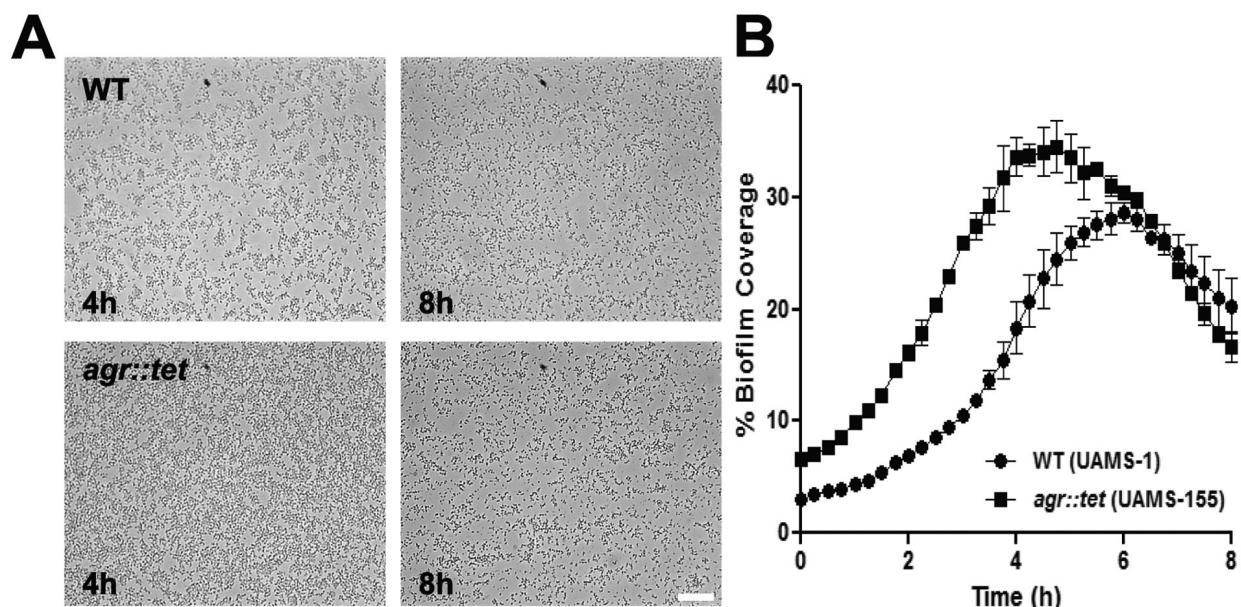 A
WT
4h
8h
agr::tet
4h
8h
B
% Biofilm Coverage
40
30
20
10
0
WT (UAMS-1)
agr::tet (UAMS-155)
0 2 4 6 8
Time (h)